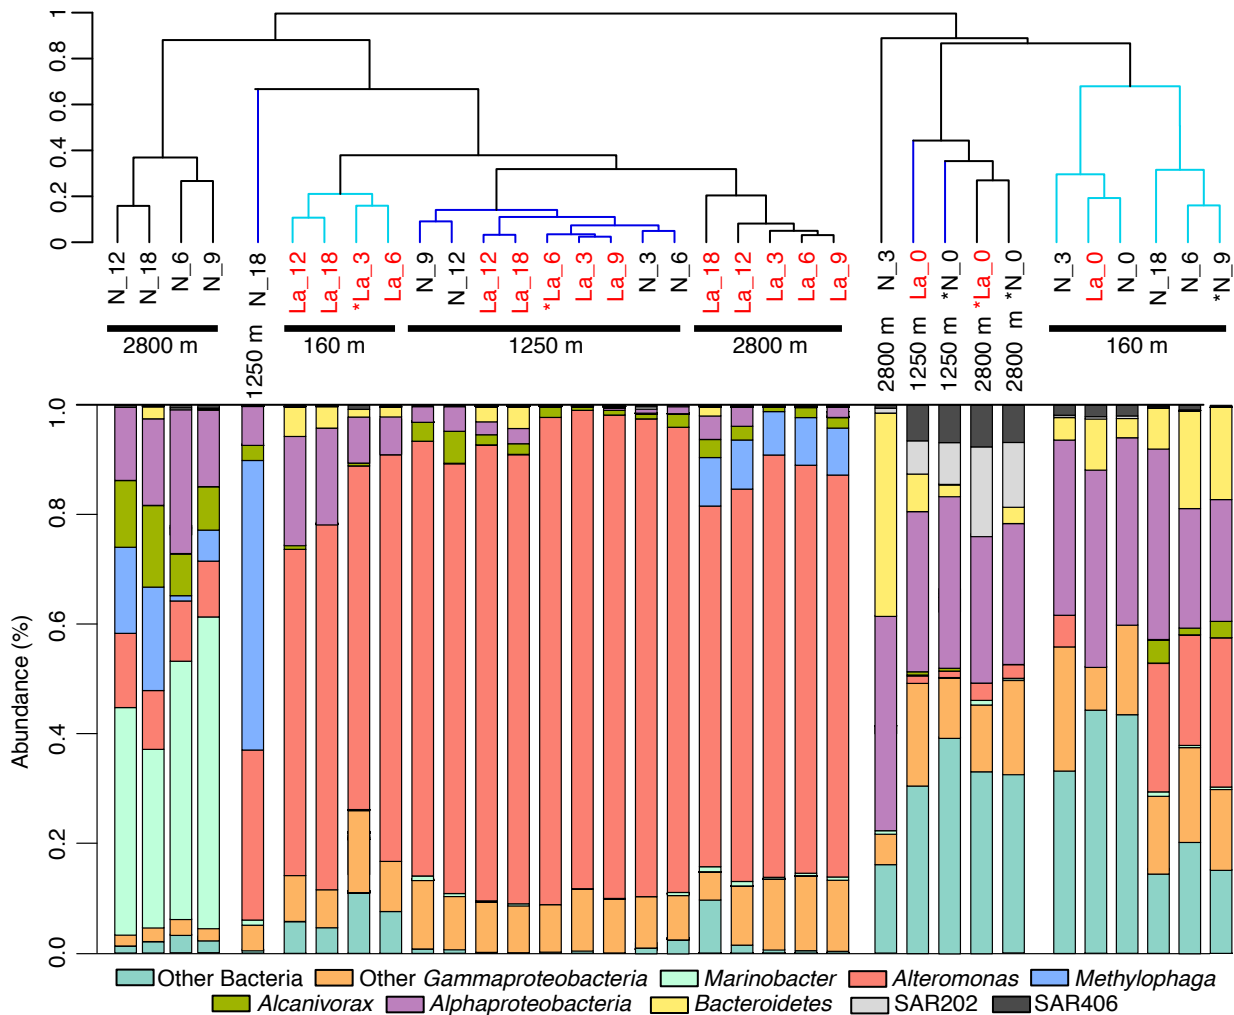 1
0.8
0.6
0.4
0.2
0
N_12
N_18
N_6
N_9
N_18
La_12
La_18
*La_3
La_6
N_9
N_12
La_12
La_18
*La_6
La_3
La_9
N_3
N_6
La_18
La_12
La_3
La_6
La_9
N_3
La_0
*N_0
*La_0
*N_0
N_3
La_0
N_0
N_18
N_6
*N_9
2800 m
1250 m
160 m
1250 m
2800 m
2800 m
1250 m
1250 m
2800 m
2800 m
160 m
Abundance (%)
1.0
0.8
0.6
0.4
0.2
0.0
Other Bacteria Other Gammaproteobacteria Marinobacter Alteromonas Methylophaga
Alcanivorax Alphaproteobacteria Bacteroidetes SAR202 SAR406